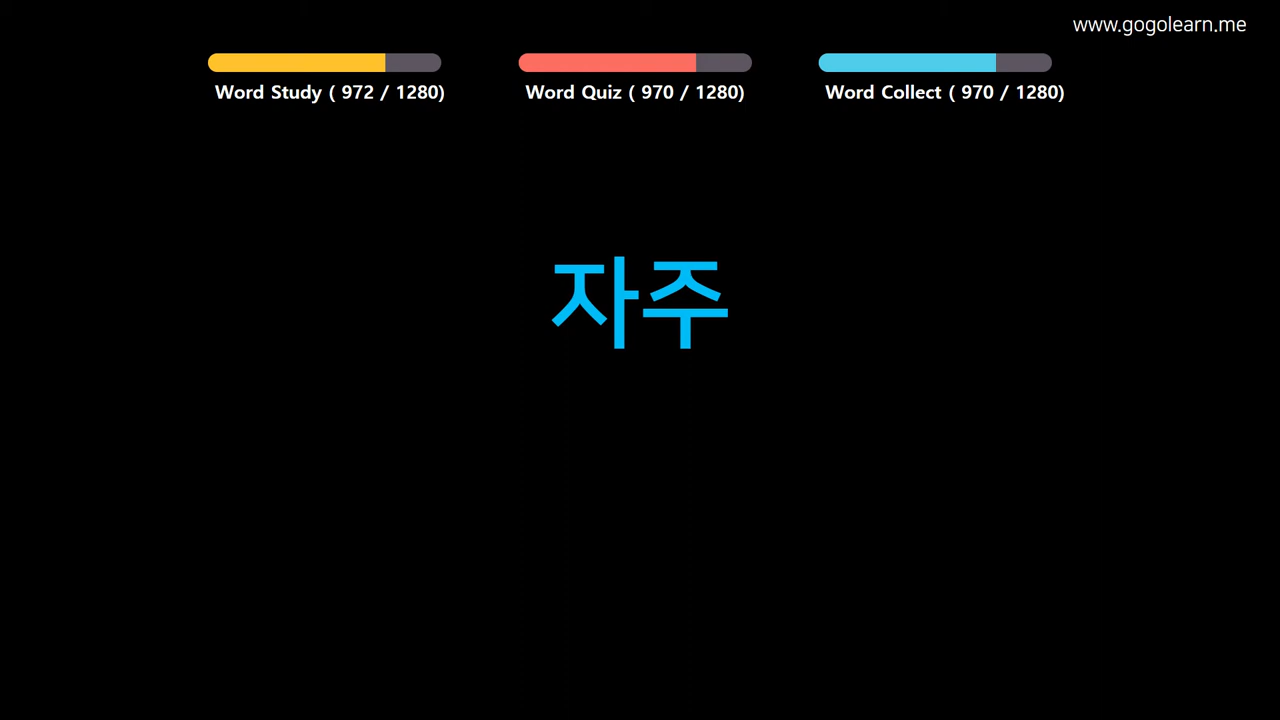 www.gogolearn.me
Word Study ( 972 / 1280)
Word Quiz ( 970 / 1280)
Word Collect ( 970 / 1280)
자주